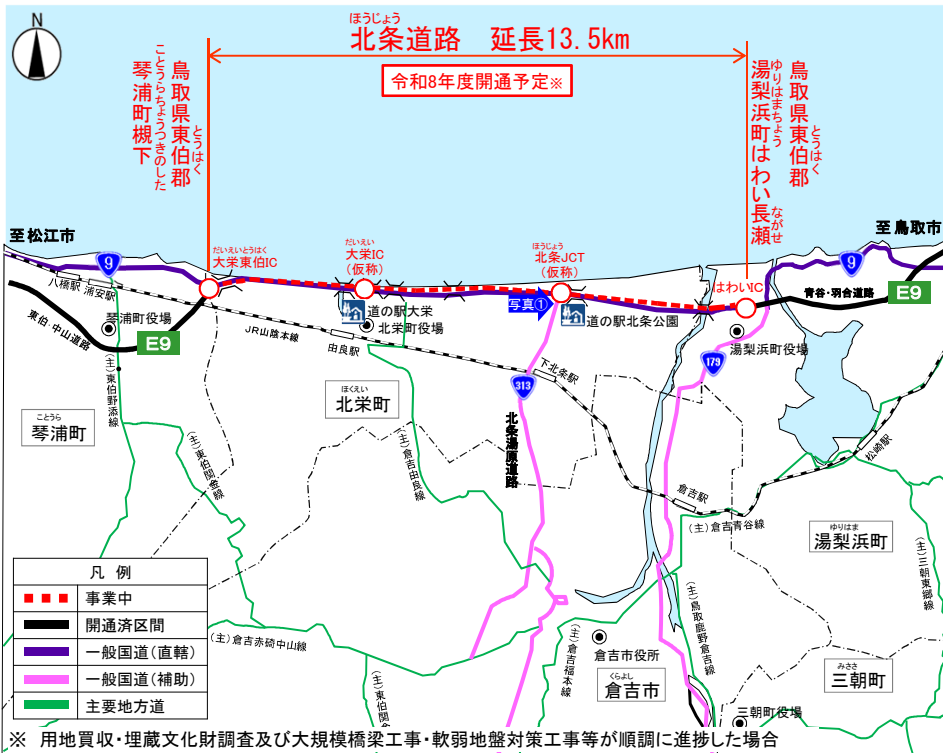 N
ほうじょう
北条道路　延長13.5km
令和8年度開通予定※
鳥取県東伯郡
とうはく
琴浦町槻下
ことうらちょうつきのした
鳥取県東伯郡
とうはく
湯梨浜町はわい長瀬
ゆりはまちょう
ながせ
至松江市
至鳥取市
9
だいえいとうはく
大栄東伯IC
だいえい
大栄IC
(仮称)
ほうじょう
北条JCT
(仮称)
はわいIC
9
青谷・羽合道路
E9
八橋駅
浦安駅
琴浦町役場
東伯・中山道路
E9
JR山陰本線
道の駅大栄
北栄町役場
由良駅
写真①
道の駅北条公園
湯梨浜町役場
下北条駅
313
179
(主)東伯野添線
ことうら
琴浦町
(主)東伯関金線
ほくえい
北栄町
(主)倉吉由良線
北条湯原道路
倉吉駅
松崎駅
(主)倉吉青谷線
ゆりはま
湯梨浜町
(主)三朝東郷線
(主)鳥取鹿野倉吉線
凡 例
事業中
開通済区間
一般国道(直轄)
一般国道(補助)
主要地方道
(主)倉吉赤碕中山線
(主)東伯関金線
(主)倉吉福本線
倉吉市役所
くらよし
倉吉市
みささ
三朝町
三朝町役場
※ 用地買収・埋蔵文化財調査及び大規模橋梁工事・軟弱地盤対策工事等が順調に進捗した場合